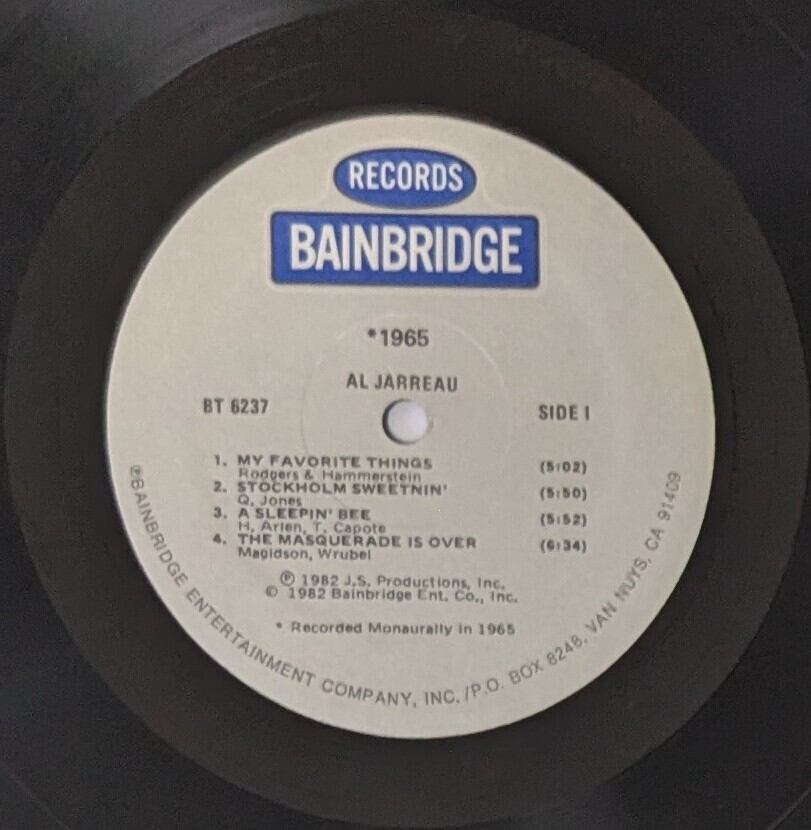 RECORDS
BAINBRIDGE
*1965
AL JARREAU
BT 6237
SIDE I
1. MY FAVORITE THINGS (5:02)
Rodgers & Hammerstein
2. STOCKHOLM SWEETNIN' (5:50)
Q. Jones
3. A SLEEPIN' BEE (5:52)
H. Arlen, T. Capote
4. THE MASQUERADE IS OVER (6:34)
Magidson, Wrubel
℗ 1982 J.S. Productions, Inc.
© 1982 Bainbridge Ent. Co., Inc.
* Recorded Monaurally in 1965
℗BAINBRIDGE ENTERTAINMENT COMPANY, INC./P.O. BOX 8248, VAN NUYS, CA 91409